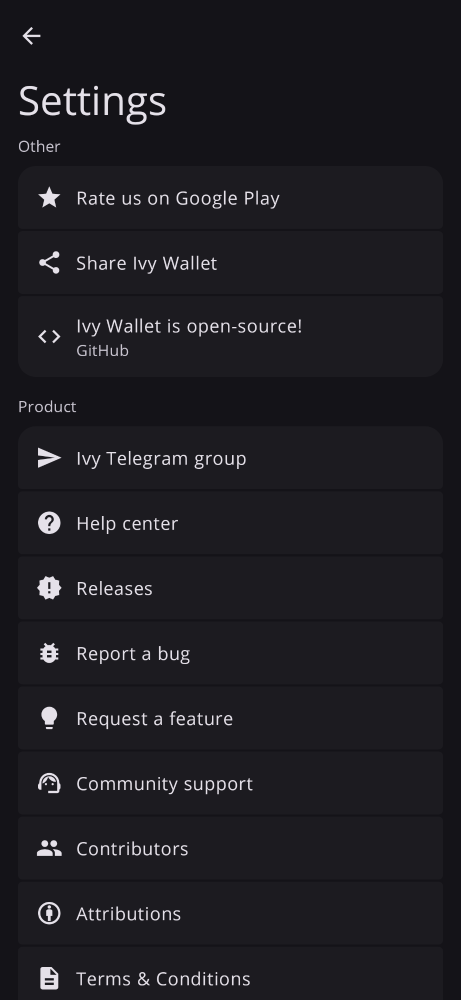 Settings
Other
Rate us on Google Play
Share Ivy Wallet
Ivy Wallet is open-source!
GitHub
Product
Ivy Telegram group
Help center
Releases
Report a bug
Request a feature
Community support
Contributors
Attributions
Terms & Conditions